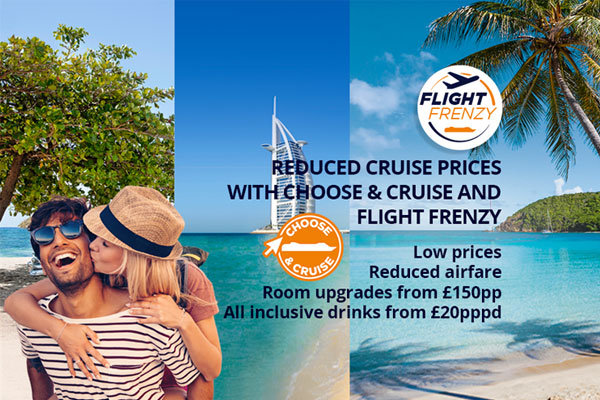 FLIGHT
FRENZY
REDUCED CRUISE PRICES
WITH CHOOSE & CRUISE AND
FLIGHT FRENZY
CHOOSE
& CRUISE
Low prices
Reduced airfare
Room upgrades from £150pp
All inclusive drinks from £20pppd